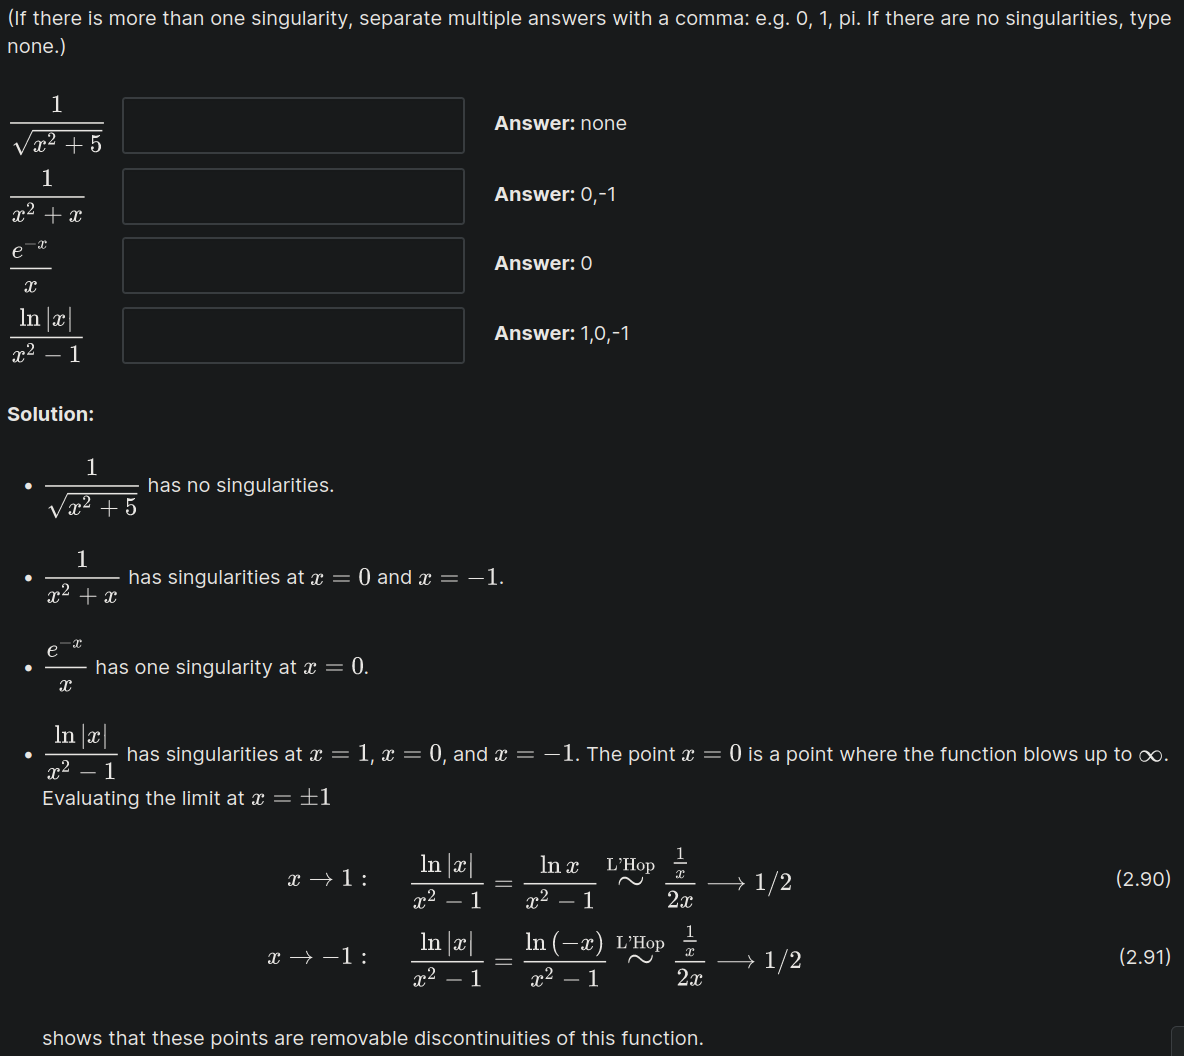 (If there is more than one singularity, separate multiple answers with a comma: e.g. 0, 1, pi. If there are no singularities, type
none.)
$\frac{1}{\sqrt{x^2+5}}$ Answer: none
$\frac{1}{x^2+x}$ Answer: 0,-1
$\frac{e^{-x}}{x}$ Answer: 0
$\frac{\ln|x|}{x^2-1}$ Answer: 1,0,-1
Solution:
• $\frac{1}{\sqrt{x^2+5}}$ has no singularities.
• $\frac{1}{x^2+x}$ has singularities at $x=0$ and $x=-1$.
• $\frac{e^{-x}}{x}$ has one singularity at $x=0$.
• $\frac{\ln|x|}{x^2-1}$ has singularities at $x=1$, $x=0$, and $x=-1$. The point $x=0$ is a point where the function blows up to $\infty$.
Evaluating the limit at $x=\pm1$
$x \to 1: \quad \frac{\ln|x|}{x^2-1} = \frac{\ln x}{x^2-1} \overset{\text{L'Hop}}{\sim} \frac{\frac{1}{x}}{2x} \longrightarrow 1/2$ (2.90)
$x \to -1: \quad \frac{\ln|x|}{x^2-1} = \frac{\ln(-x)}{x^2-1} \overset{\text{L'Hop}}{\sim} \frac{\frac{1}{x}}{2x} \longrightarrow 1/2$ (2.91)
shows that these points are removable discontinuities of this function.